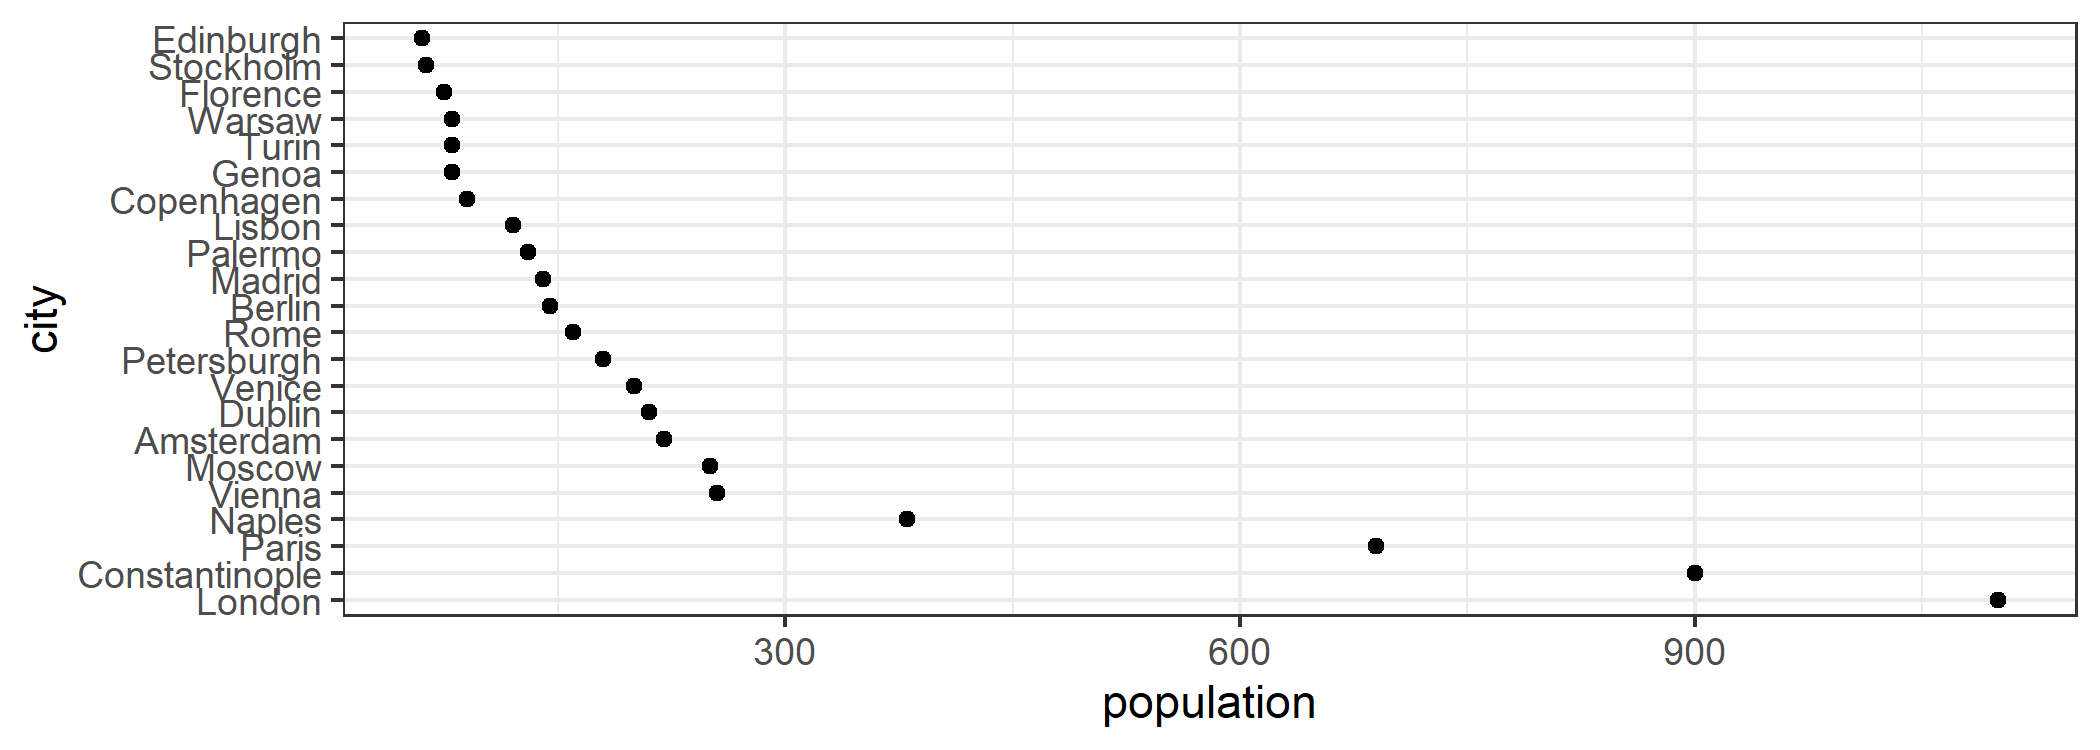 Edinburgh
Stockholm
Florence
Warsaw
Turin
Genoa
Copenhagen
Lisbon
Palermo
Madrid
Berlin
Rome
Petersburgh
Venice
Dublin
Amsterdam
Moscow
Vienna
Naples
Paris
Constantinople
London
city
300 600 900
population